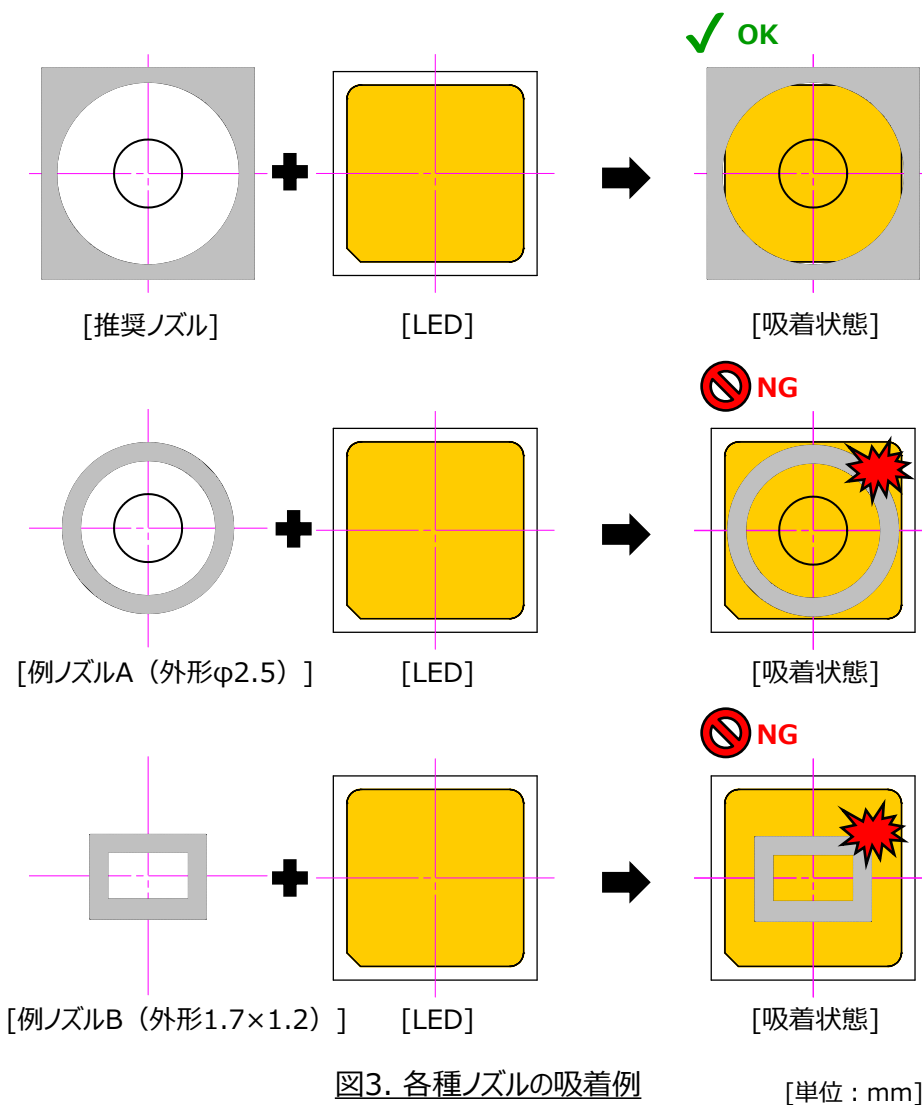 OK
[推奨ノズル]
[LED]
[吸着状態]
NG
[例ノズルA（外形φ2.5）]
[LED]
[吸着状態]
NG
[例ノズルB（外形1.7×1.2）]
[LED]
[吸着状態]
図3. 各種ノズルの吸着例
[単位：mm]